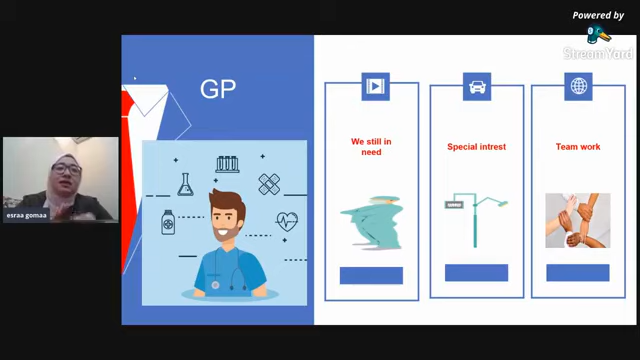 Powered by
StreamYard
GP
We still in
need
Special intrest
Team work
esraa gomaa